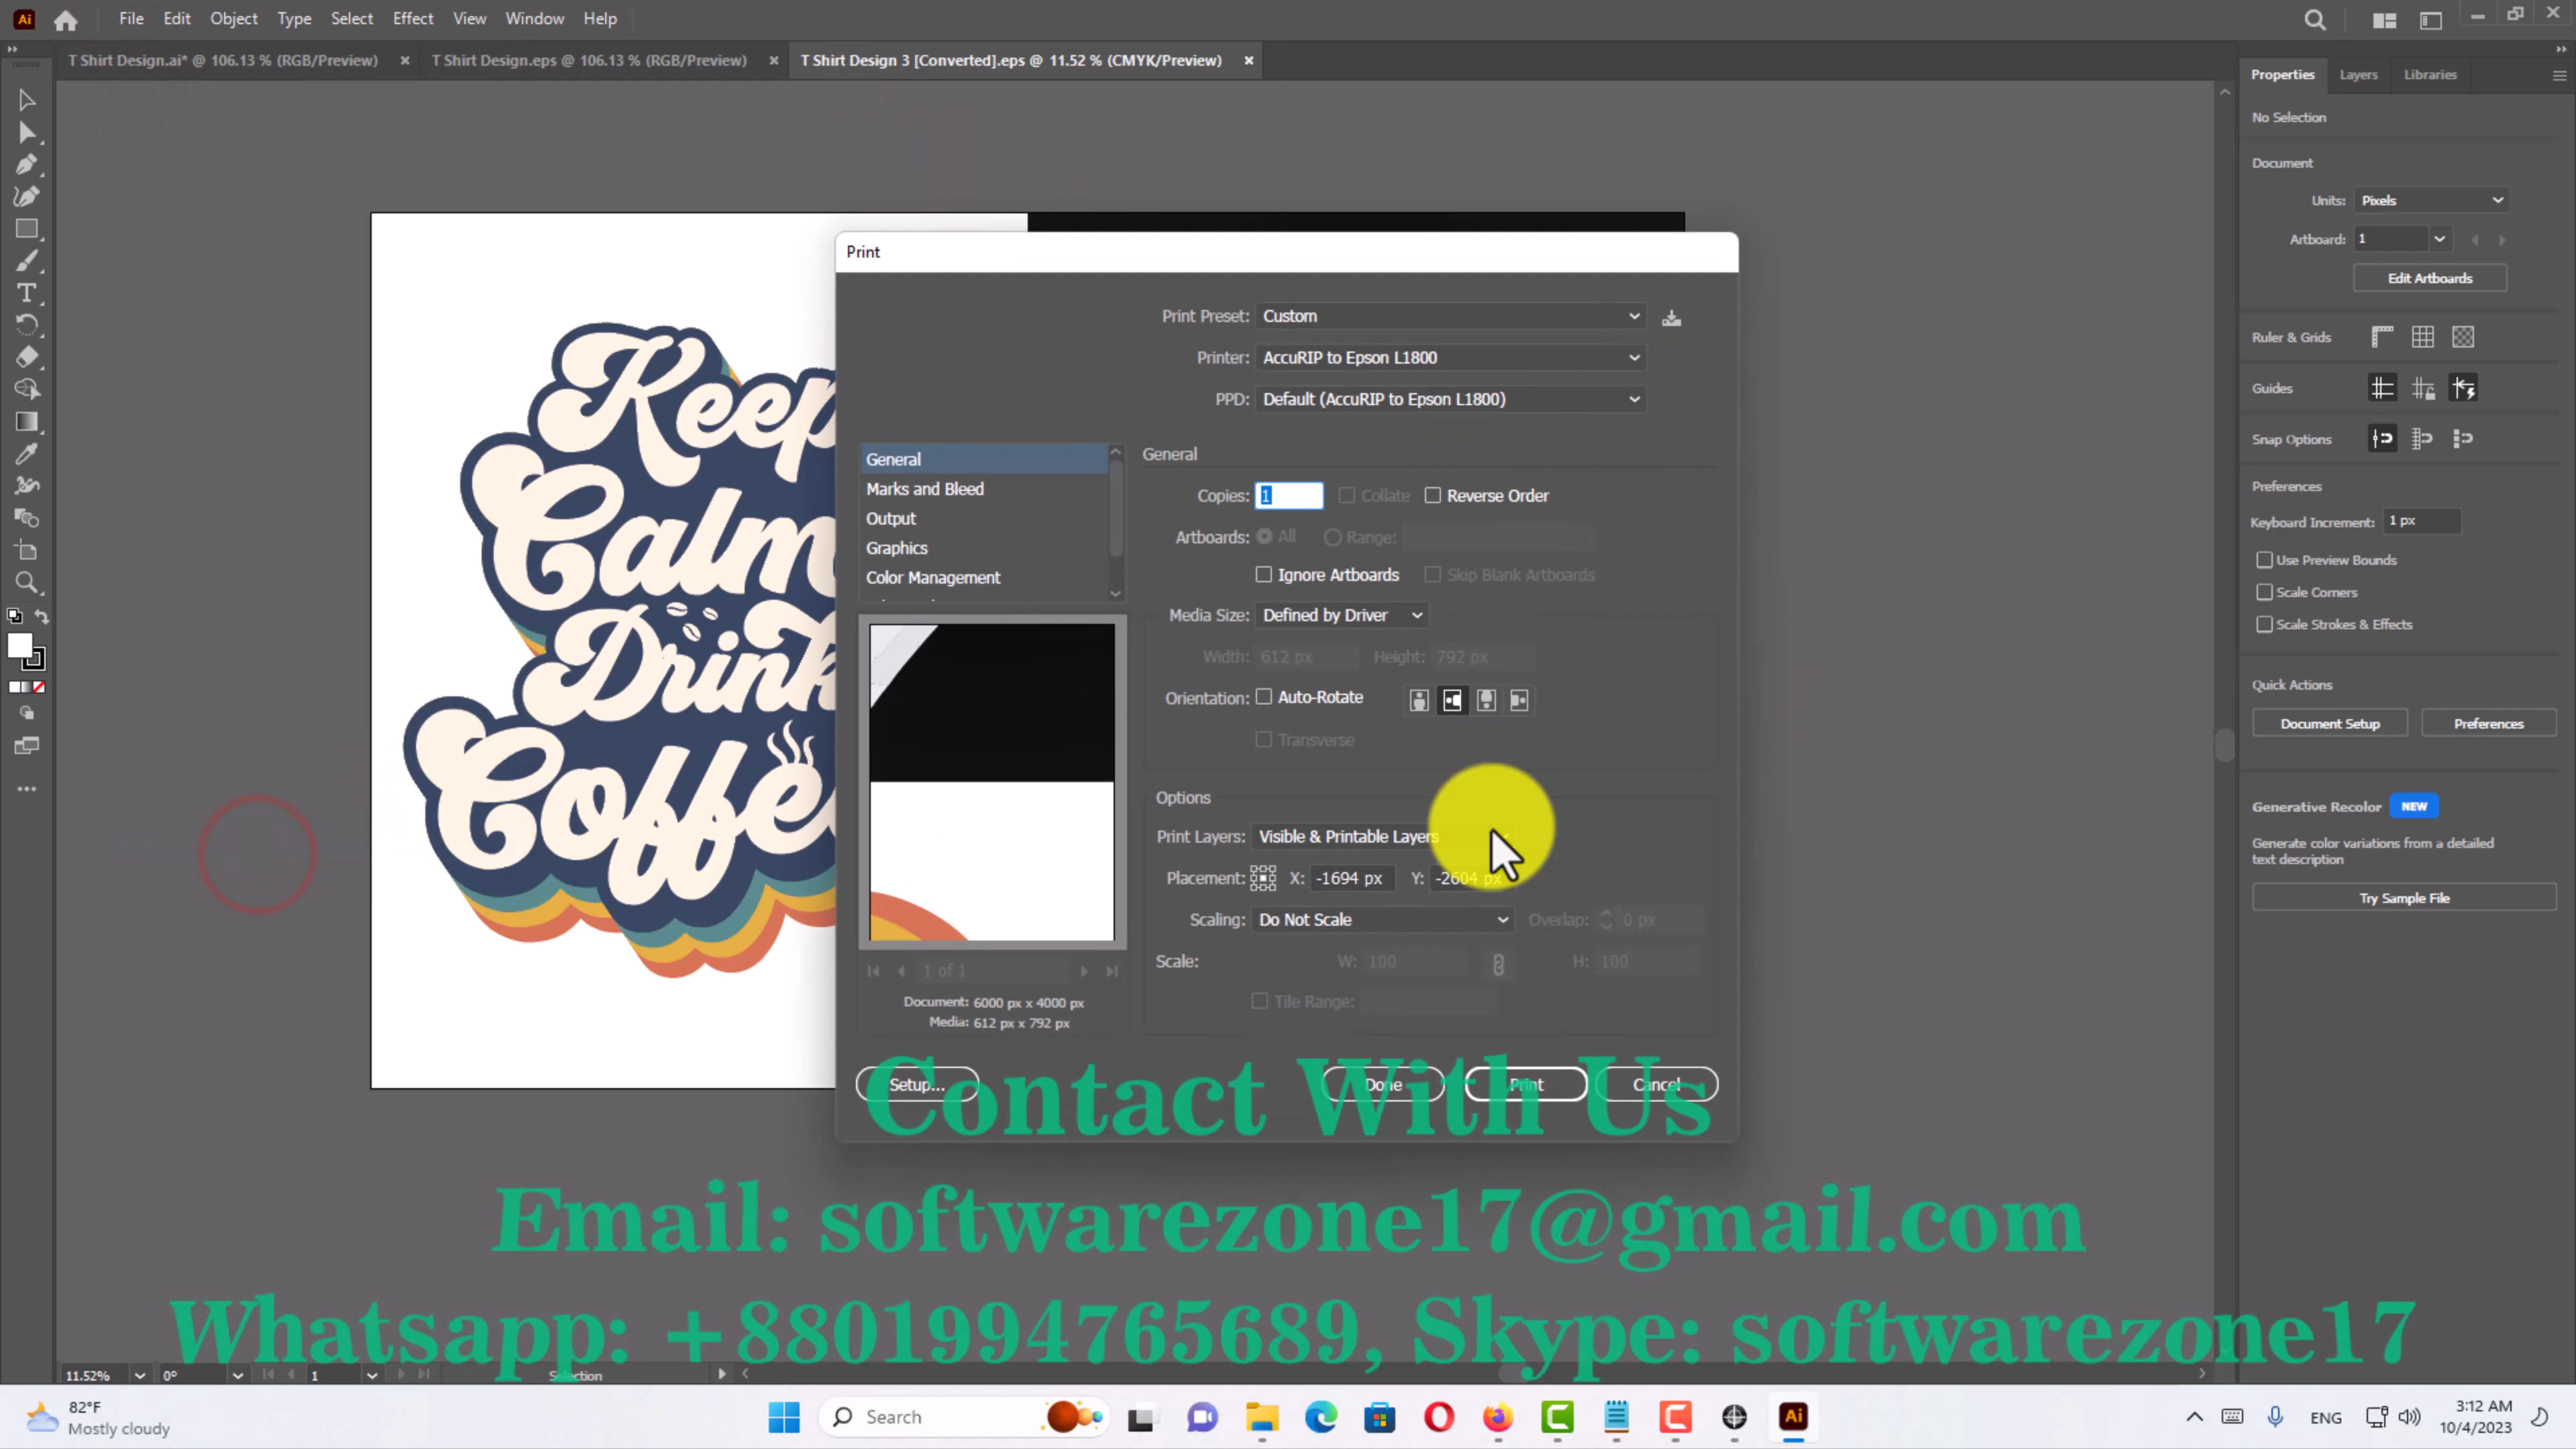 File Edit Object Type Select Effect View Window Help
T Shirt Design.ai* @ 106.13 % (RGB/Preview) × T Shirt Design.eps @ 106.13 % (RGB/Preview) × T Shirt Design 3 [Converted].eps @ 11.52 % (CMYK/Preview) ×
Properties Layers Libraries
No Selection
Document
Units: Pixels
Artboard: 1
Edit Artboards
Ruler & Grids
Guides
Snap Options
Preferences
Keyboard Increment: 1 px
Use Preview Bounds
Scale Corners
Scale Strokes & Effects
Quick Actions
Document Setup Preferences
Generative Recolor NEW
Generate color variations from a detailed
text description
Try Sample File
Keep
Calm
Drink
Coffee
Print
Print Preset: Custom
Printer: AccuRIP to Epson L1800
PPD: Default (AccuRIP to Epson L1800)
General
Marks and Bleed
Output
Graphics
Color Management
General
Copies: 1 Collate Reverse Order
Artboards: All Range:
Ignore Artboards Skip Blank Artboards
Media Size: Defined by Driver
Width: 612 px Height: 792 px
Orientation: Auto-Rotate
Transverse
Options
Print Layers: Visible & Printable Layers
Placement: X: -1694 px Y: -2604 px
Scaling: Do Not Scale Overlap: 0 px
Scale: W: 100 H: 100
Tile Range:
1 of 1
Document: 6000 px x 4000 px
Media: 612 px x 792 px
Setup... Done Print Cancel
Contact With Us
Email: softwarezone17@gmail.com
Whatsapp: +8801994765689, Skype: softwarezone17
11.52% 0° 1 Selection
82°F
Mostly cloudy
Search
ENG
3:12 AM
10/4/2023